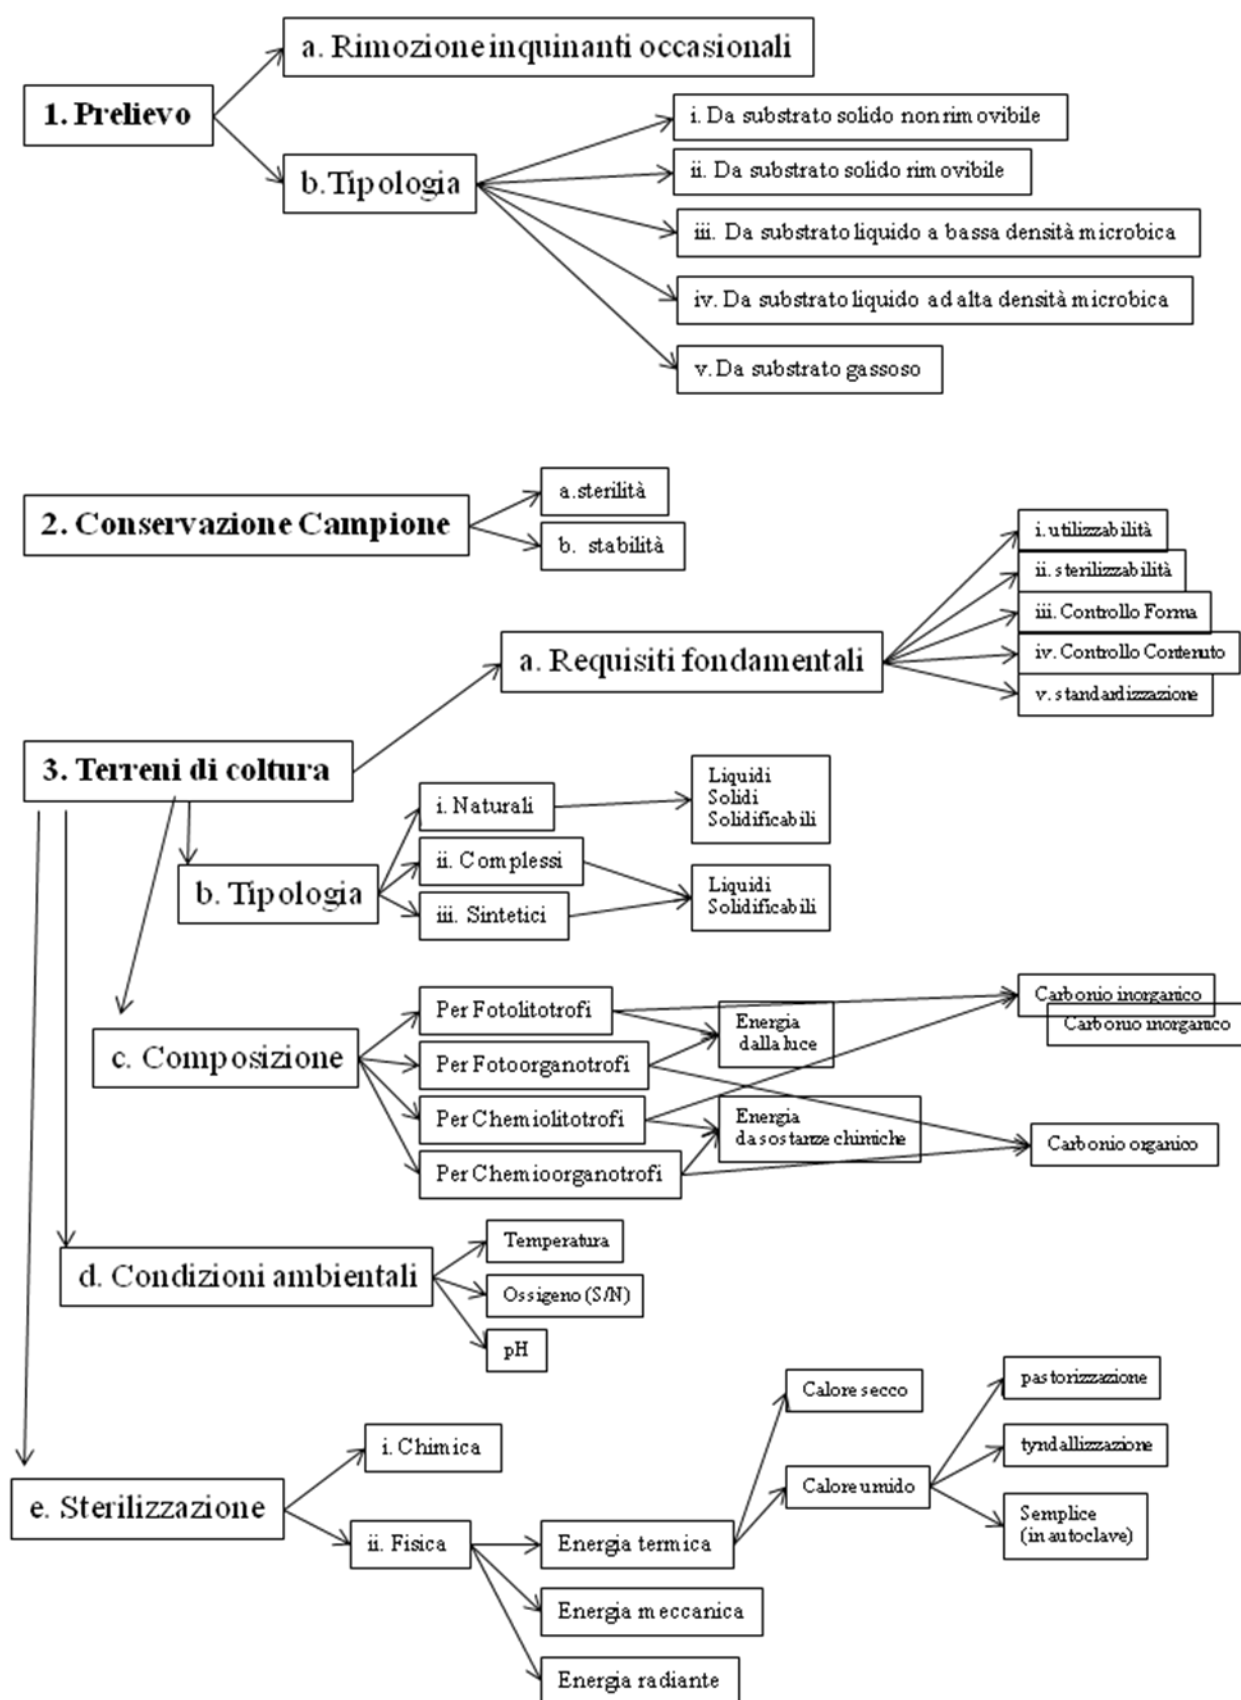 a. Rimozione inquinanti occasionali
1. Prelievo
b. Tipologia
i. Da substrato solido non rimovibile
ii. Da substrato solido rimovibile
iii. Da substrato liquido a bassa densità microbica
iv. Da substrato liquido ad alta densità microbica
v. Da substrato gassoso
2. Conservazione Campione
a. sterilità
b. stabilità
3. Terreni di coltura
a. Requisiti fondamentali
i. utilizzabilità
ii. sterilizzabilità
iii. Controllo Forma
iv. Controllo Contenuto
v. standardizzazione
b. Tipologia
i. Naturali
ii. Complessi
iii. Sintetici
Liquidi
Solidi
Solidificabili
Liquidi
Solidificabili
c. Composizione
Per Fotolitotrofi
Per Fotoorganotrofi
Per Chemiolitotrofi
Per Chemioorganotrofi
Energia
dalla luce
Energia
da sostanze chimiche
Carbonio inorganico
Carbonio inorganico
Carbonio organico
d. Condizioni ambientali
Temperatura
Ossigeno (S/N)
pH
e. Sterilizzazione
i. Chimica
ii. Fisica
Energia termica
Energia meccanica
Energia radiante
Calore secco
Calore umido
pastorizzazione
tyndallizzazione
Semplice
(in autoclave)